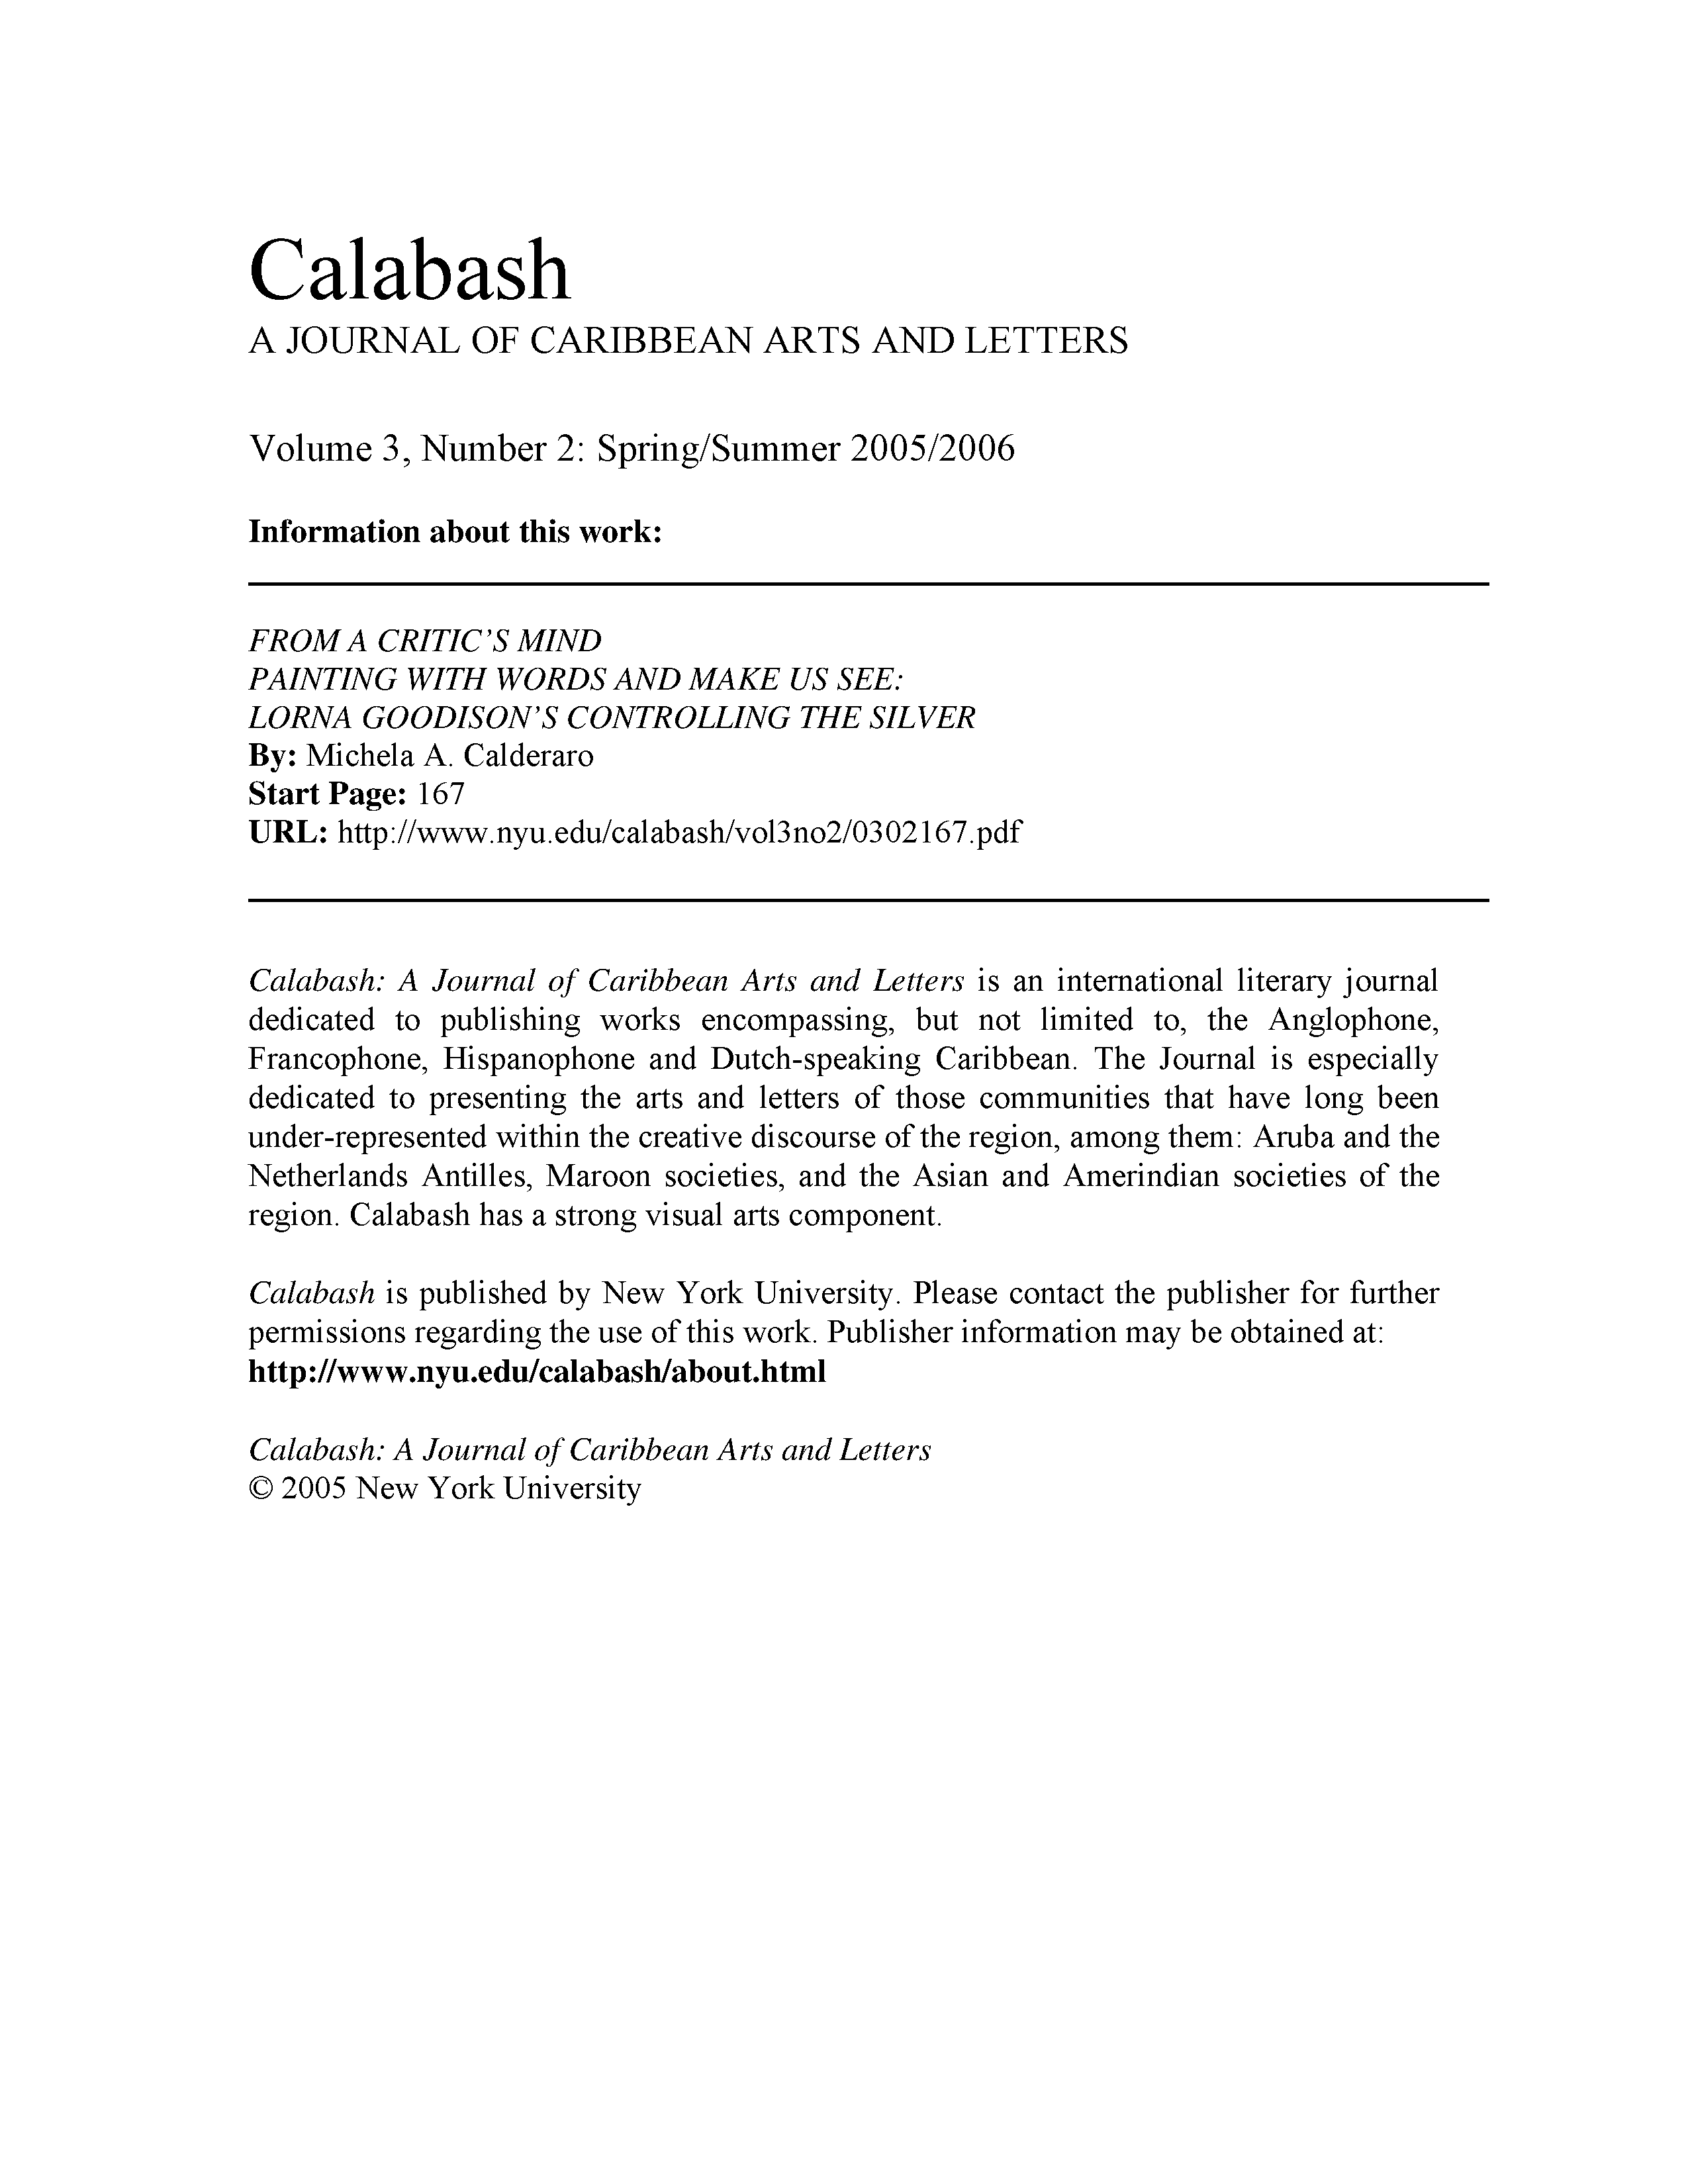 Calabash
A JOURNAL OF CARIBBEAN ARTS AND LETTERS
Volume 3, Number 2: Spring/Summer 2005/2006
Information about this work:
FROM A CRITIC’S MIND
PAINTING WITH WORDS AND MAKE US SEE:
LORNA GOODISON’S CONTROLLING THE SILVER
By: Michela A. Calderaro
Start Page: 167
URL: http://www.nyu.edu/calabash/vol3no2/0302167.pdf
Calabash: A Journal of Caribbean Arts and Letters is an international literary journal
dedicated to publishing works encompassing, but not limited to, the Anglophone,
Francophone, Hispanophone and Dutch-speaking Caribbean. The Journal is especially
dedicated to presenting the arts and letters of those communities that have long been
under-represented within the creative discourse of the region, among them: Aruba and the
Netherlands Antilles, Maroon societies, and the Asian and Amerindian societies of the
region. Calabash has a strong visual arts component.
Calabash is published by New York University. Please contact the publisher for further
permissions regarding the use of this work. Publisher information may be obtained at:
http://www.nyu.edu/calabash/about.html
Calabash: A Journal of Caribbean Arts and Letters
© 2005 New York University